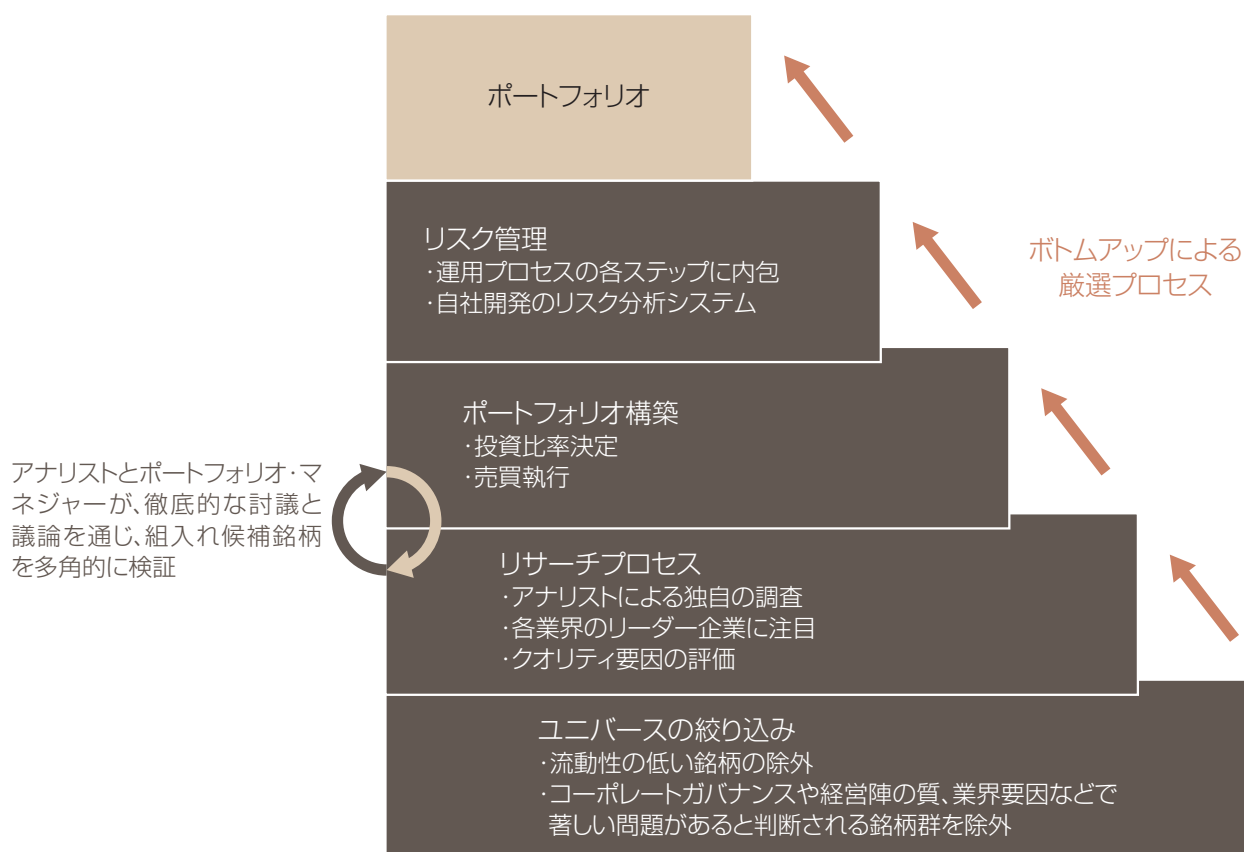 ポートフォリオ
リスク管理
・運用プロセスの各ステップに内包
・自社開発のリスク分析システム
ボトムアップによる
厳選プロセス
ポートフォリオ構築
・投資比率決定
・売買執行
アナリストとポートフォリオ・マ
ネジャーが、徹底的な討議と
議論を通じ、組入れ候補銘柄
を多角的に検証
リサーチプロセス
・アナリストによる独自の調査
・各業界のリーダー企業に注目
・クオリティ要因の評価
ユニバースの絞り込み
・流動性の低い銘柄の除外
・コーポレートガバナンスや経営陣の質、業界要因などで
著しい問題があると判断される銘柄群を除外